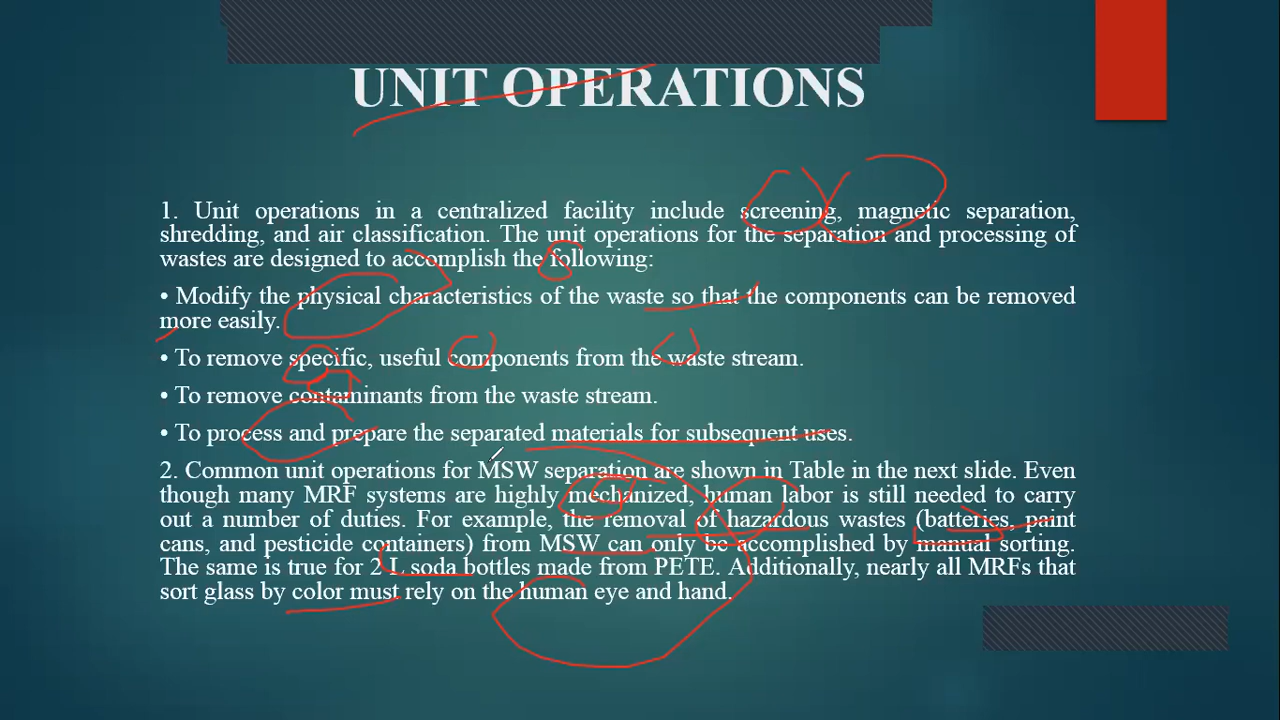 UNIT OPERATIONS
1. Unit operations in a centralized facility include screening, magnetic separation,
shredding, and air classification. The unit operations for the separation and processing of
wastes are designed to accomplish the following:
• Modify the physical characteristics of the waste so that the components can be removed
more easily.
• To remove specific, useful components from the waste stream.
• To remove contaminants from the waste stream.
• To process and prepare the separated materials for subsequent uses.
2. Common unit operations for MSW separation are shown in Table in the next slide. Even
though many MRF systems are highly mechanized, human labor is still needed to carry
out a number of duties. For example, the removal of hazardous wastes (batteries, paint
cans, and pesticide containers) from MSW can only be accomplished by manual sorting.
The same is true for 2 L soda bottles made from PETE. Additionally, nearly all MRFs that
sort glass by color must rely on the human eye and hand.